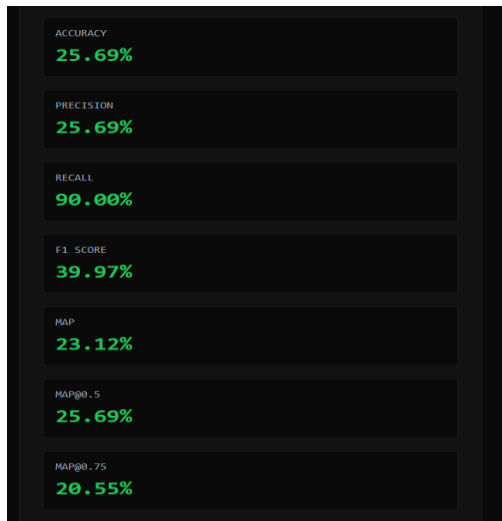 ACCURACY
25.69%
PRECISION
25.69%
RECALL
90.00%
F1 SCORE
39.97%
MAP
23.12%
MAP@0.5
25.69%
MAP@0.75
20.55%